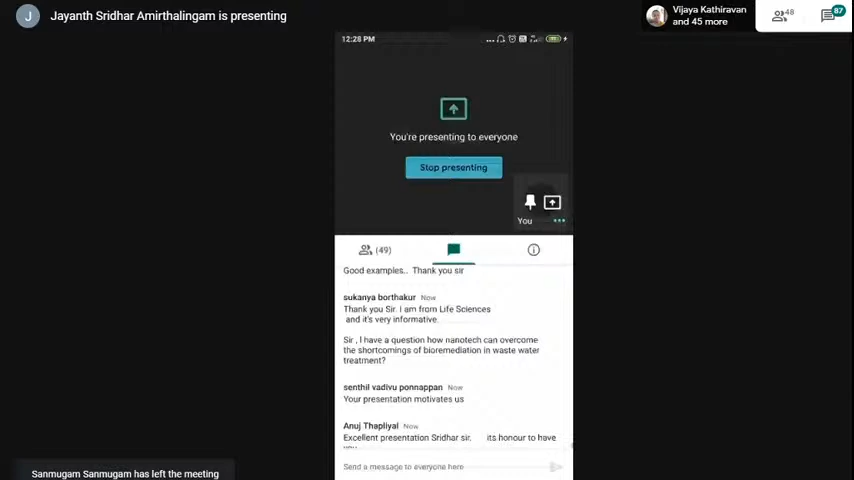 J
Jayanth Sridhar Amirthalingam is presenting
Vijaya Kathiravan
and 45 more
48
87
12:28 PM
You're presenting to everyone
Stop presenting
You
(49)
Good examples.. Thank you sir
sukanya borthakur Now
Thank you Sir. I am from Life Sciences
and it's very informative.
Sir , I have a question how nanotech can overcome
the shortcomings of bioremediation in waste water
treatment?
senthil vadivu ponnappan Now
Your presentation motivates us
Anuj Thapliyal Now
Excellent presentation Sridhar sir. its honour to have
Send a message to everyone here
Sanmugam Sanmugam has left the meeting